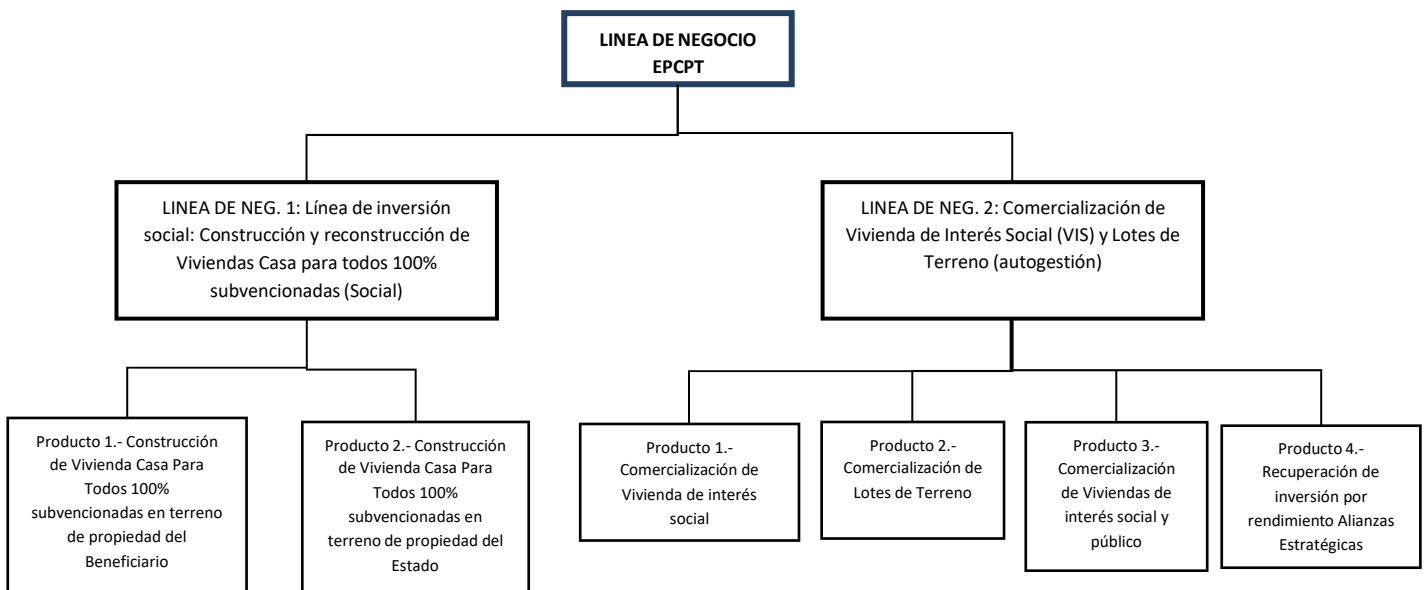 LINEA DE NEGOCIO
EPCPT
LINEA DE NEG. 1: Línea de inversión
social: Construcción y reconstrucción de
Viviendas Casa para todos 100%
subvencionadas (Social)
LINEA DE NEG. 2: Comercialización de
Vivienda de Interés Social (VIS) y Lotes de
Terreno (autogestión)
Producto 1.- Construcción
de Vivienda Casa Para
Todos 100%
subvencionadas en terreno
de propiedad del
Beneficiario
Producto 2.- Construcción
de Vivienda Casa Para
Todos 100%
subvencionadas en
terreno de propiedad del
Estado
Producto 1.-
Comercialización de
Vivienda de interés
social
Producto 2.-
Comercialización de
Lotes de Terreno
Producto 3.-
Comercialización
de Viviendas de
interés social y
público
Producto 4.-
Recuperación de
inversión por
rendimiento Alianzas
Estratégicas